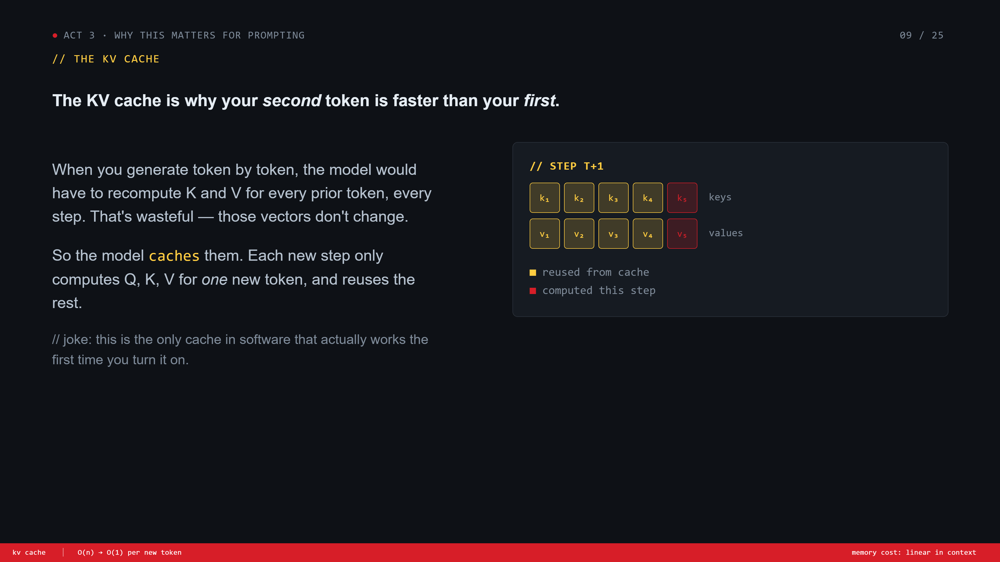 ACT 3 · WHY THIS MATTERS FOR PROMPTING
09 / 25
// THE KV CACHE
The KV cache is why your second token is faster than your first.
When you generate token by token, the model would
have to recompute K and V for every prior token, every
step. That's wasteful — those vectors don't change.
So the model caches them. Each new step only
computes Q, K, V for one new token, and reuses the
rest.
// joke: this is the only cache in software that actually works the
first time you turn it on.
// STEP T+1
k₁ k₂ k₃ k₄ k₅ keys
v₁ v₂ v₃ v₄ v₅ values
reused from cache
computed this step
kv cache
O(n) → O(1) per new token
memory cost: linear in context